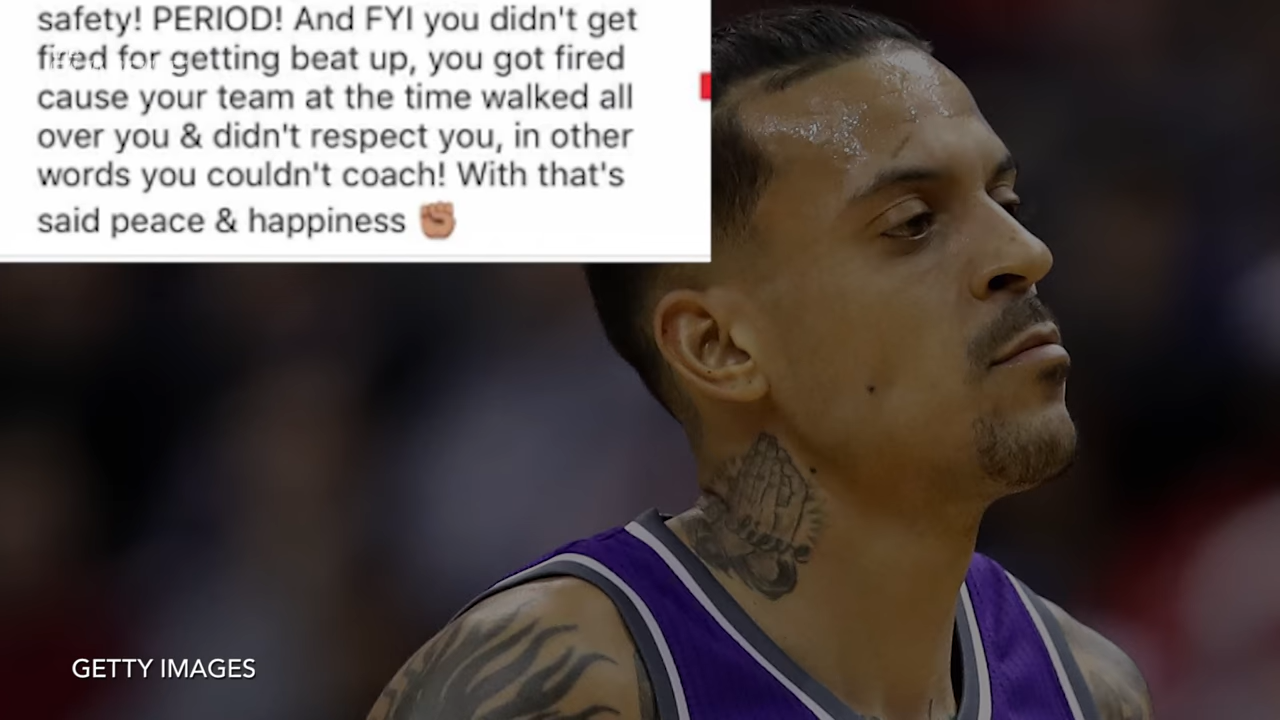 safety! PERIOD! And FYI you didn't get
fired for getting beat up, you got fired
cause your team at the time walked all
over you & didn't respect you, in other
words you couldn't coach! With that's
said peace & happiness ✊🏽
GETTY IMAGES